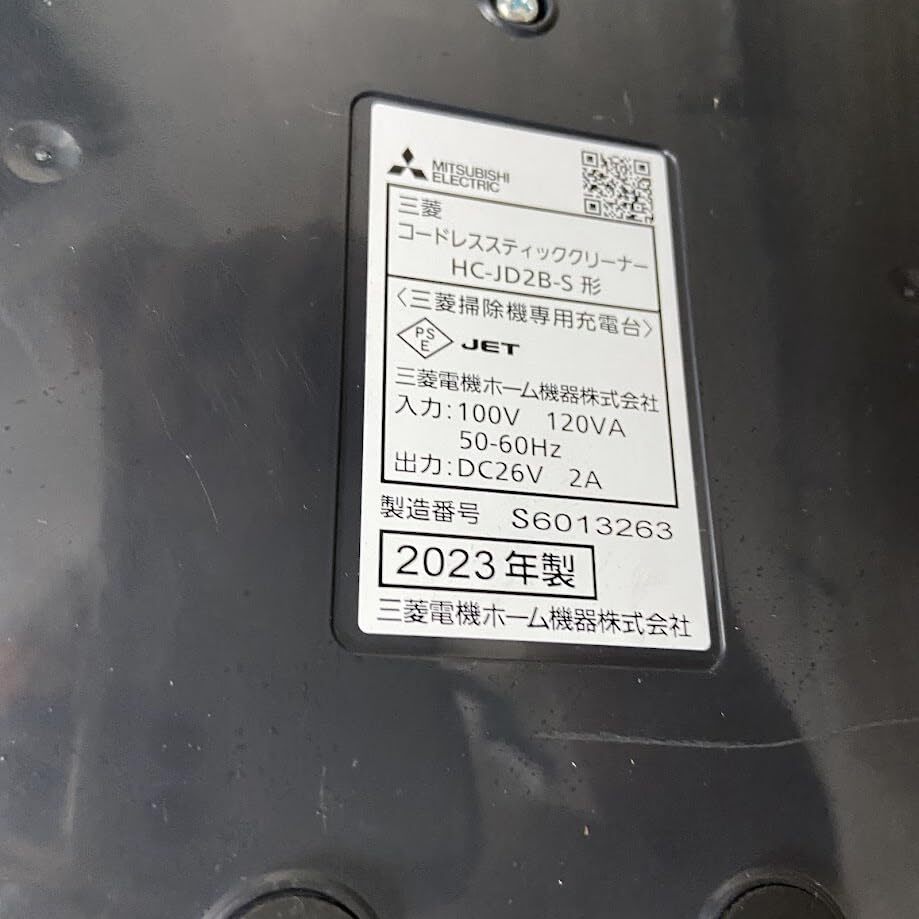 MITSUBISHI
ELECTRIC
三菱
コードレススティッククリーナー
HC-JD2B-S 形
〈三菱掃除機専用充電台〉
PS
E
JET
三菱電機ホーム機器株式会社
入力：100V 120VA
50-60Hz
出力：DC26V 2A
製造番号 S6013263
2023年製
三菱電機ホーム機器株式会社